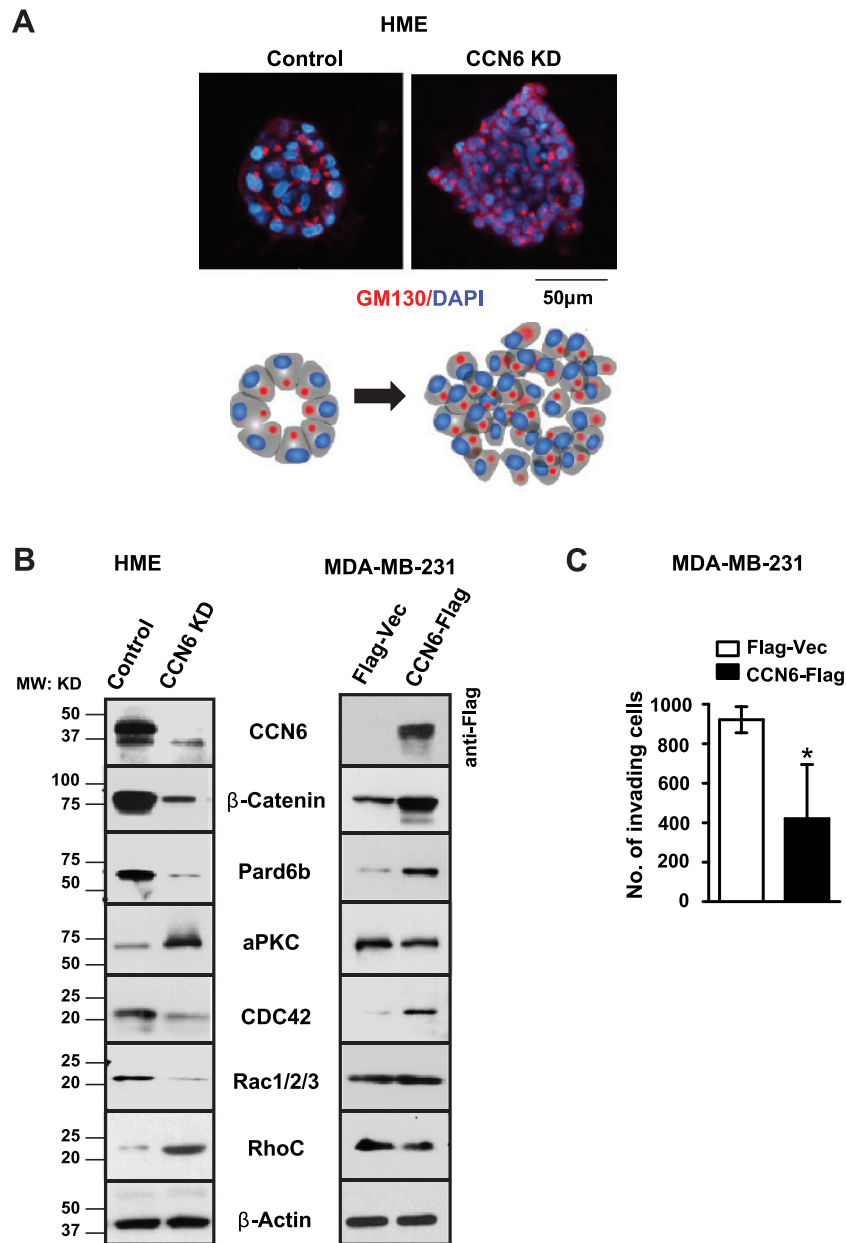 A
HME
Control CCN6 KD
GM130/DAPI 50µm
B HME MDA-MB-231
Control CCN6 KD Flag-Vec CCN6-Flag
MW: KD
50
37
CCN6
anti-Flag
100
75
β-Catenin
75
50
Pard6b
75
50
aPKC
25
20
CDC42
25
20
Rac1/2/3
25
20
RhoC
50
37
β-Actin
C MDA-MB-231
Flag-Vec
CCN6-Flag
No. of invading cells
1000
800
600
400
200
0
*